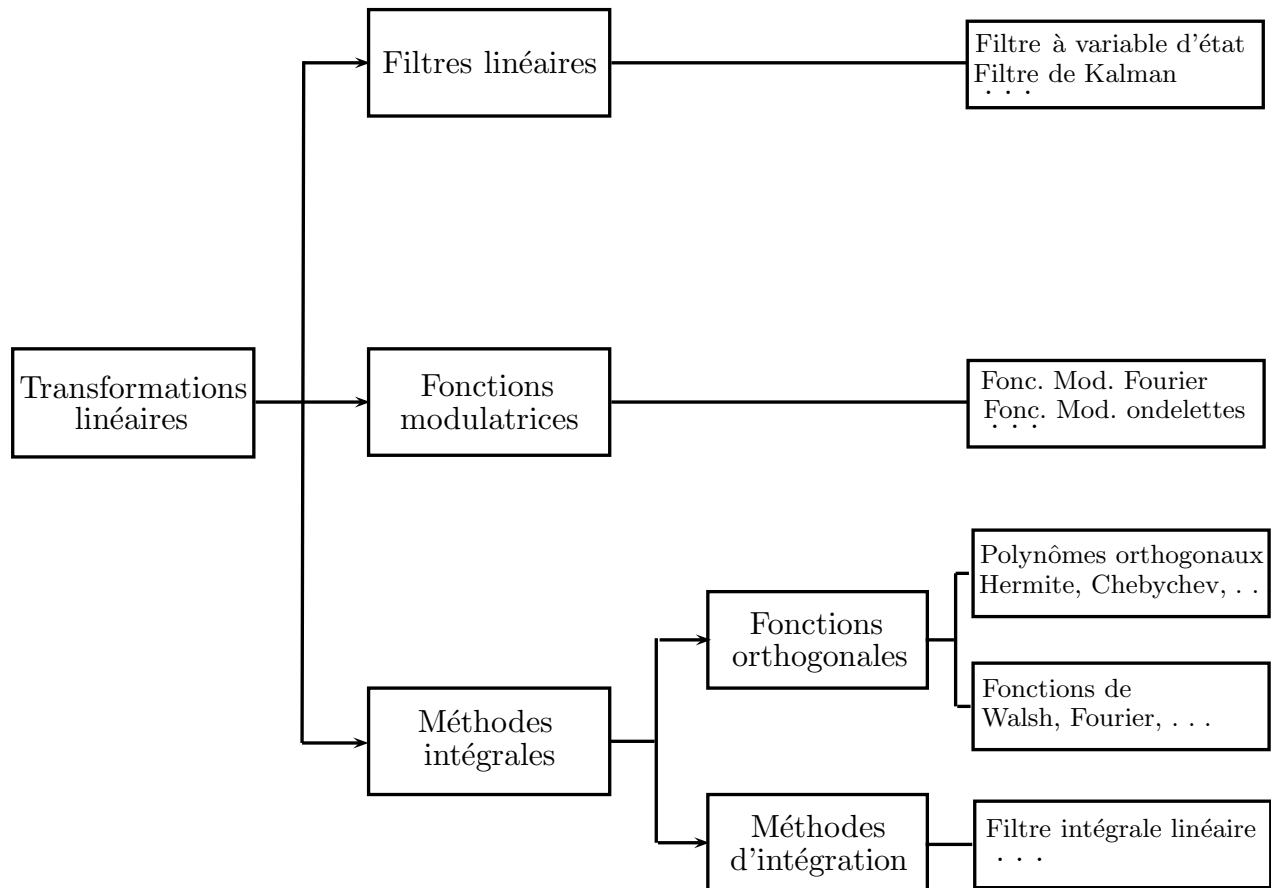 Filtres linéaires
Filtre à variable d'état
Filtre de Kalman
. . .
Transformations
linéaires
Fonctions
modulatrices
Fonc. Mod. Fourier
Fonc. Mod. ondelettes
. . .
Méthodes
intégrales
Fonctions
orthogonales
Polynômes orthogonaux
Hermite, Chebychev, . .
Fonctions de
Walsh, Fourier, . . .
Méthodes
d'intégration
Filtre intégrale linéaire
. . .